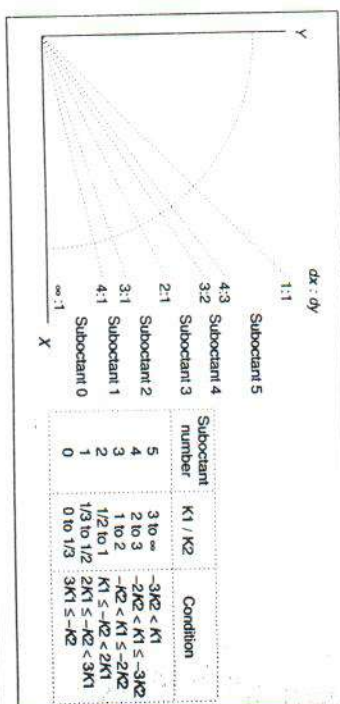 Y
dx : dy
1:1
Suboctant 5
4:3
Suboctant 4
3:2
Suboctant 3
2:1
Suboctant 2
3:1
Suboctant 1
4:1
Suboctant 0
∞ :1
X
Suboctant number K1 / K2 Condition
5 3 to ∞ −3K2 < K1
4 2 to 3 −2K2 < K1 ≤ −3K2
3 1 to 2 −K2 < K1 ≤ −2K2
2 1/2 to 1 K1 ≤ −K2 < 2K1
1 1/3 to 1/2 2K1 ≤ −K2 < 3K1
0 0 to 1/3 3K1 ≤ −K2